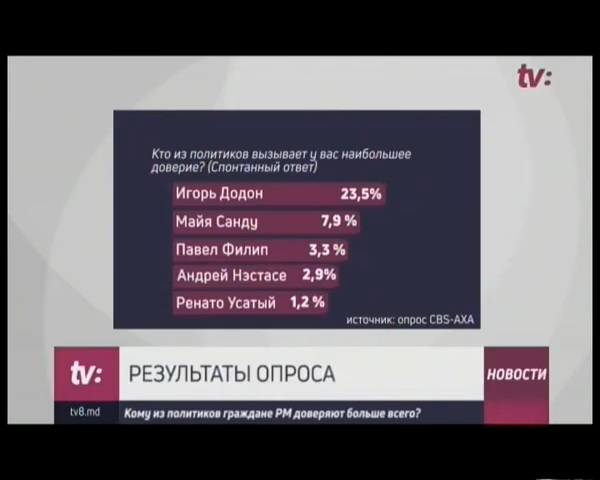 tv:
Кто из политиков вызывает у вас наибольшее
доверие? (Спонтанный ответ)
Игорь Додон 23,5%
Майя Санду 7,9 %
Павел Филип 3,3 %
Андрей Нэстасе 2,9%
Ренато Усатый 1,2 %
источник: опрос CBS-AXA
tv: РЕЗУЛЬТАТЫ ОПРОСА НОВОСТИ
tv8.md Кому из политиков граждане РМ доверяют больше всего?